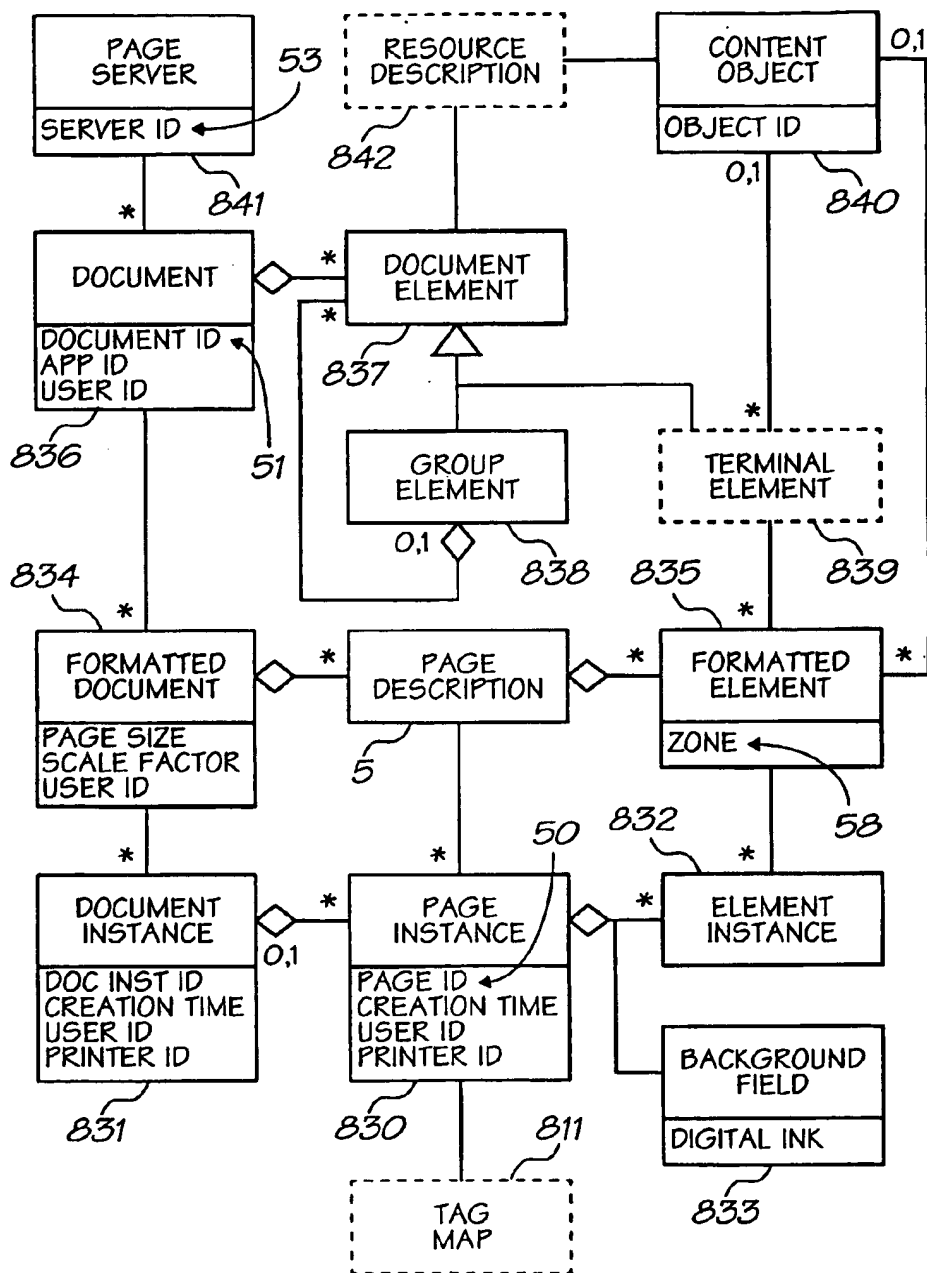 PAGE
SERVER
SERVER ID
53
841
*
RESOURCE
DESCRIPTION
842
CONTENT
OBJECT
OBJECT ID
0,1
0,1
840
DOCUMENT
DOCUMENT ID
APP ID
USER ID
836
51
*
*
DOCUMENT
ELEMENT
837
GROUP
ELEMENT
0,1
838
*
TERMINAL
ELEMENT
839
834
*
FORMATTED
DOCUMENT
PAGE SIZE
SCALE FACTOR
USER ID
*
PAGE
DESCRIPTION
5
*
835
*
FORMATTED
ELEMENT
*
ZONE
58
*
DOCUMENT
INSTANCE
0,1
DOC INST ID
CREATION TIME
USER ID
PRINTER ID
831
*
*
50
PAGE
INSTANCE
PAGE ID
CREATION TIME
USER ID
PRINTER ID
830
*
832
*
ELEMENT
INSTANCE
BACKGROUND
FIELD
DIGITAL INK
833
811
TAG
MAP